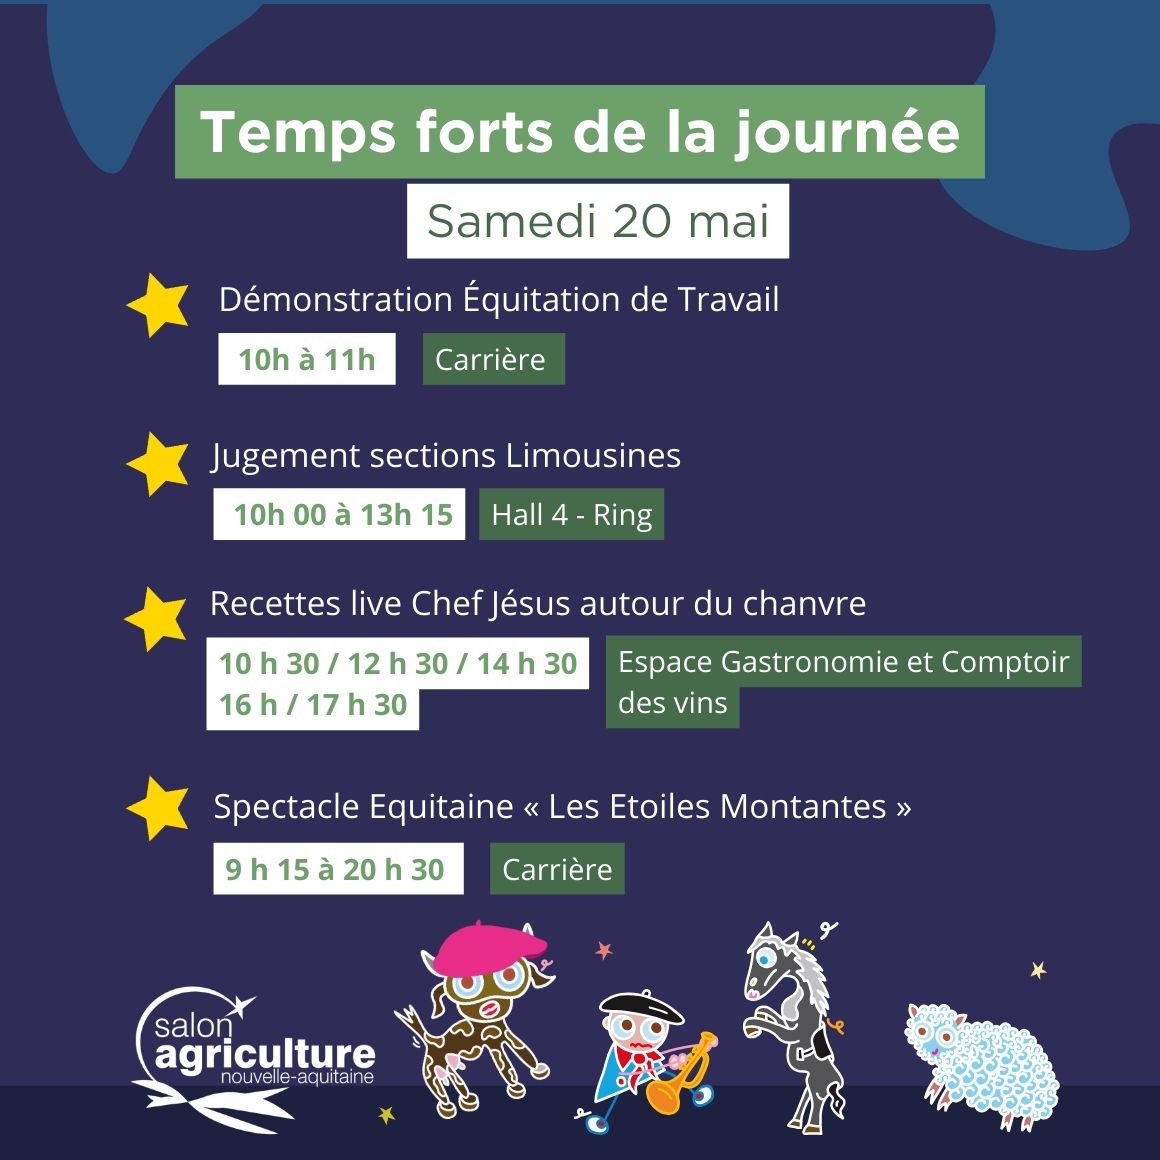 Temps forts de la journée
Samedi 20 mai
Démonstration Équitation de Travail
10h à 11h
Carrière
Jugement sections Limousines
10h 00 à 13h 15
Hall 4 - Ring
Recettes live Chef Jésus autour du chanvre
10 h 30 / 12 h 30 / 14 h 30
16 h / 17 h 30
Espace Gastronomie et Comptoir
des vins
Spectacle Equitaine « Les Etoiles Montantes »
9 h 15 à 20 h 30
Carrière
salon
agriculture
nouvelle-aquitaine